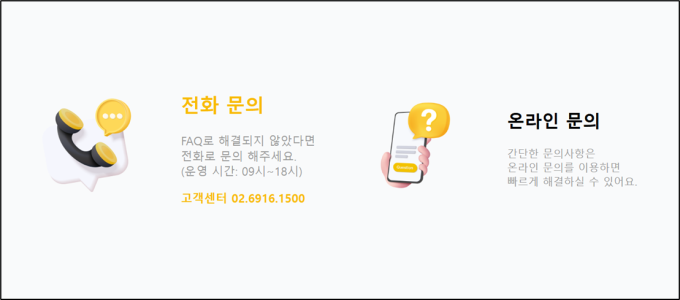 전화 문의
FAQ로 해결되지 않았다면
전화로 문의 해주세요.
(운영 시간: 09시~18시)
고객센터 02.6916.1500
온라인 문의
간단한 문의사항은
온라인 문의를 이용하면
빠르게 해결하실 수 있어요.
?